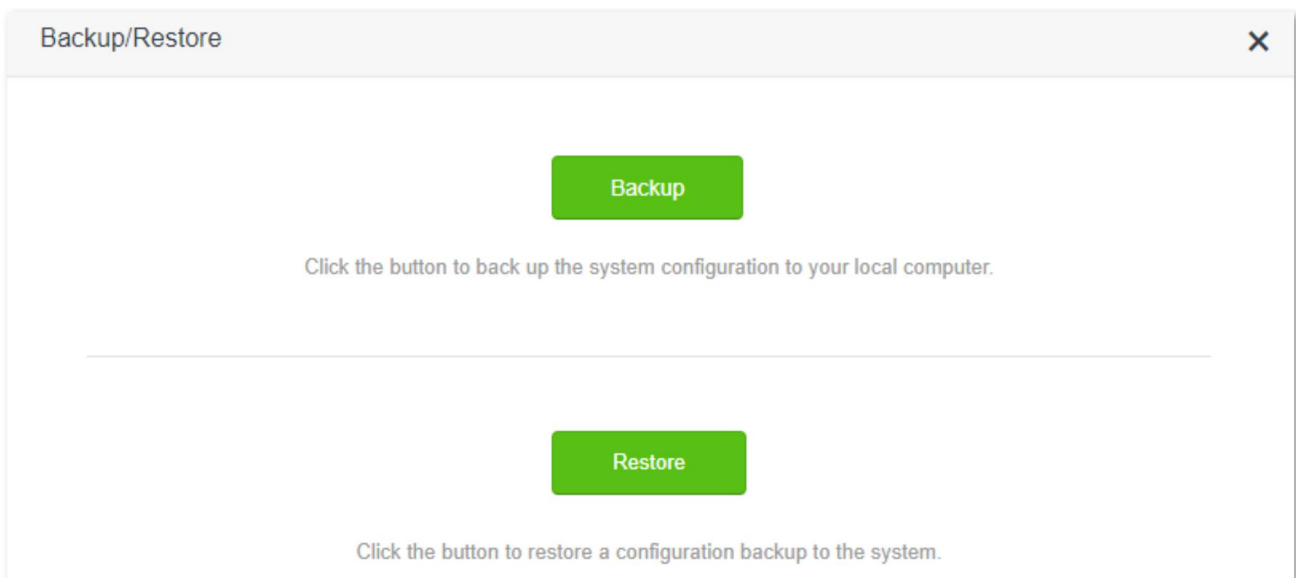 Backup/Restore
Backup
Click the button to back up the system configuration to your local computer.
Restore
Click the button to restore a configuration backup to the system.